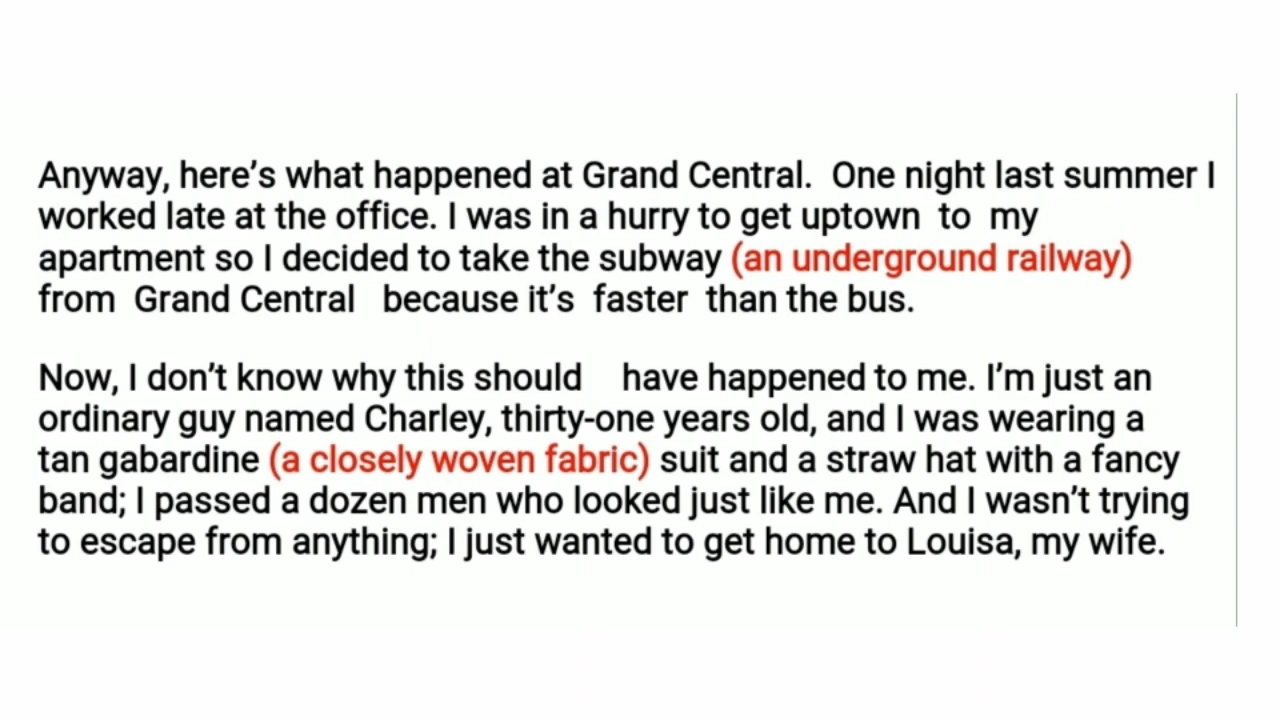 Anyway, here’s what happened at Grand Central. One night last summer I
worked late at the office. I was in a hurry to get uptown to my
apartment so I decided to take the subway (an underground railway)
from Grand Central because it’s faster than the bus.
Now, I don’t know why this should have happened to me. I’m just an
ordinary guy named Charley, thirty-one years old, and I was wearing a
tan gabardine (a closely woven fabric) suit and a straw hat with a fancy
band; I passed a dozen men who looked just like me. And I wasn’t trying
to escape from anything; I just wanted to get home to Louisa, my wife.